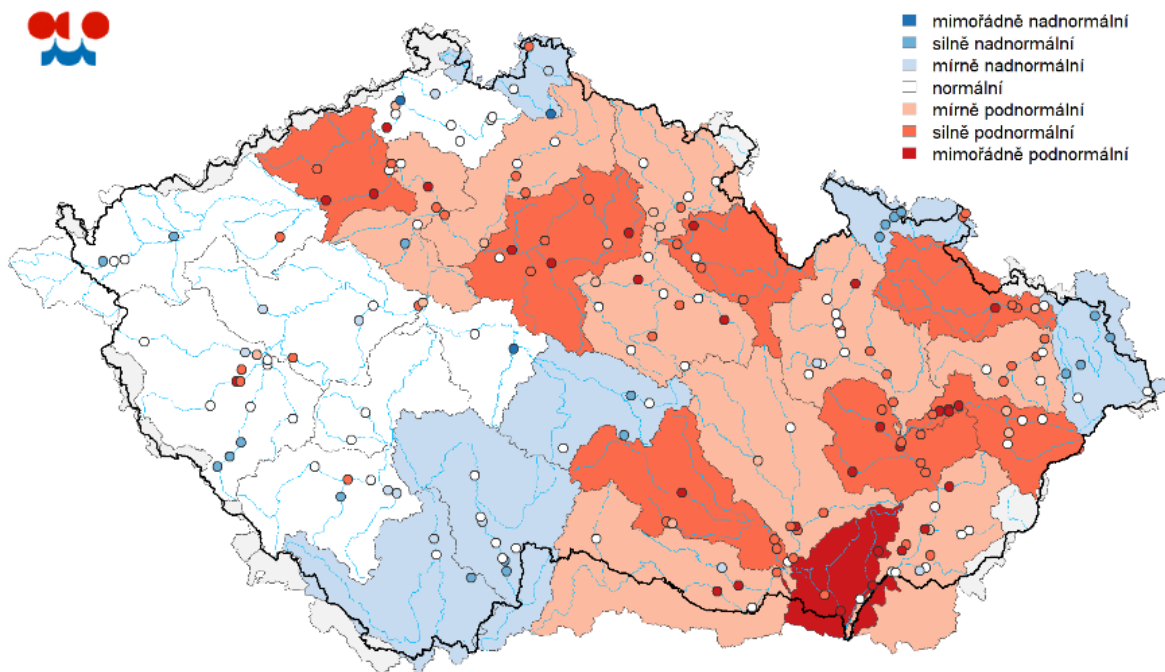 mimořádně nadnormální
silně nadnormální
mírně nadnormální
normální
mírně podnormální
silně podnormální
mimořádně podnormální